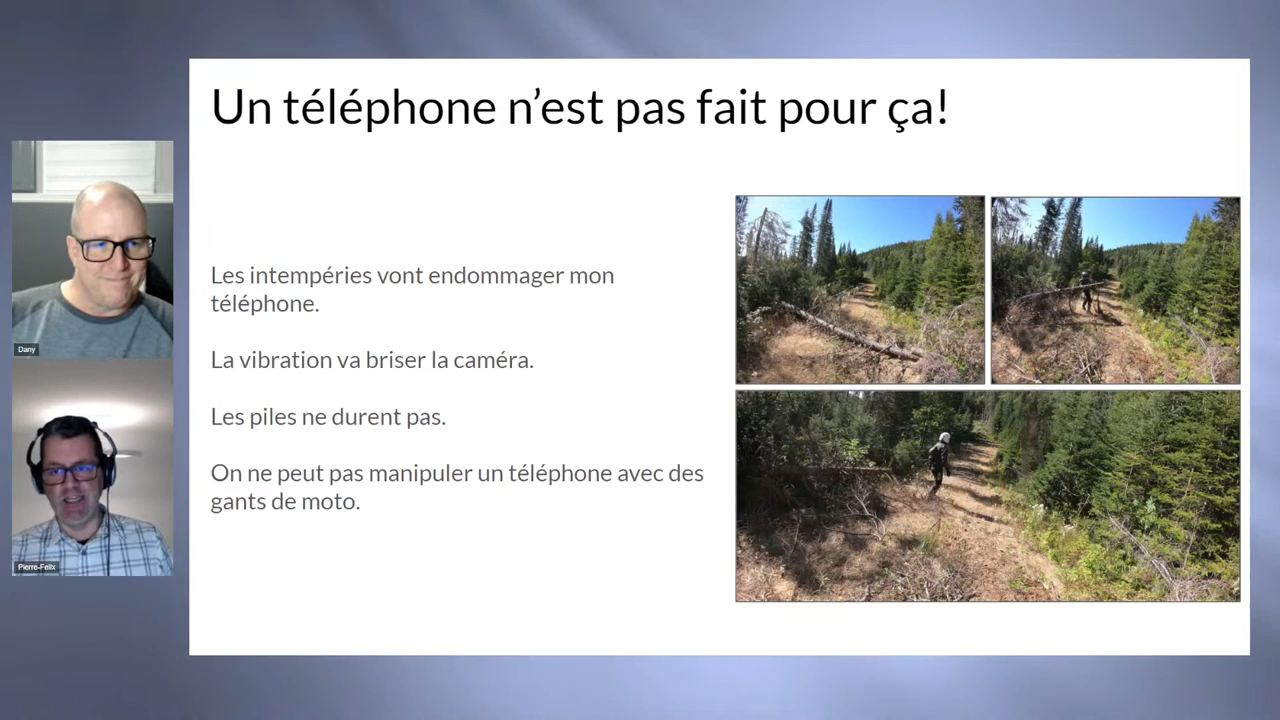 Un téléphone n’est pas fait pour ça!
Les intempéries vont endommager mon
téléphone.
La vibration va briser la caméra.
Les piles ne durent pas.
On ne peut pas manipuler un téléphone avec des
gants de moto.
Dany
Pierre-Felix